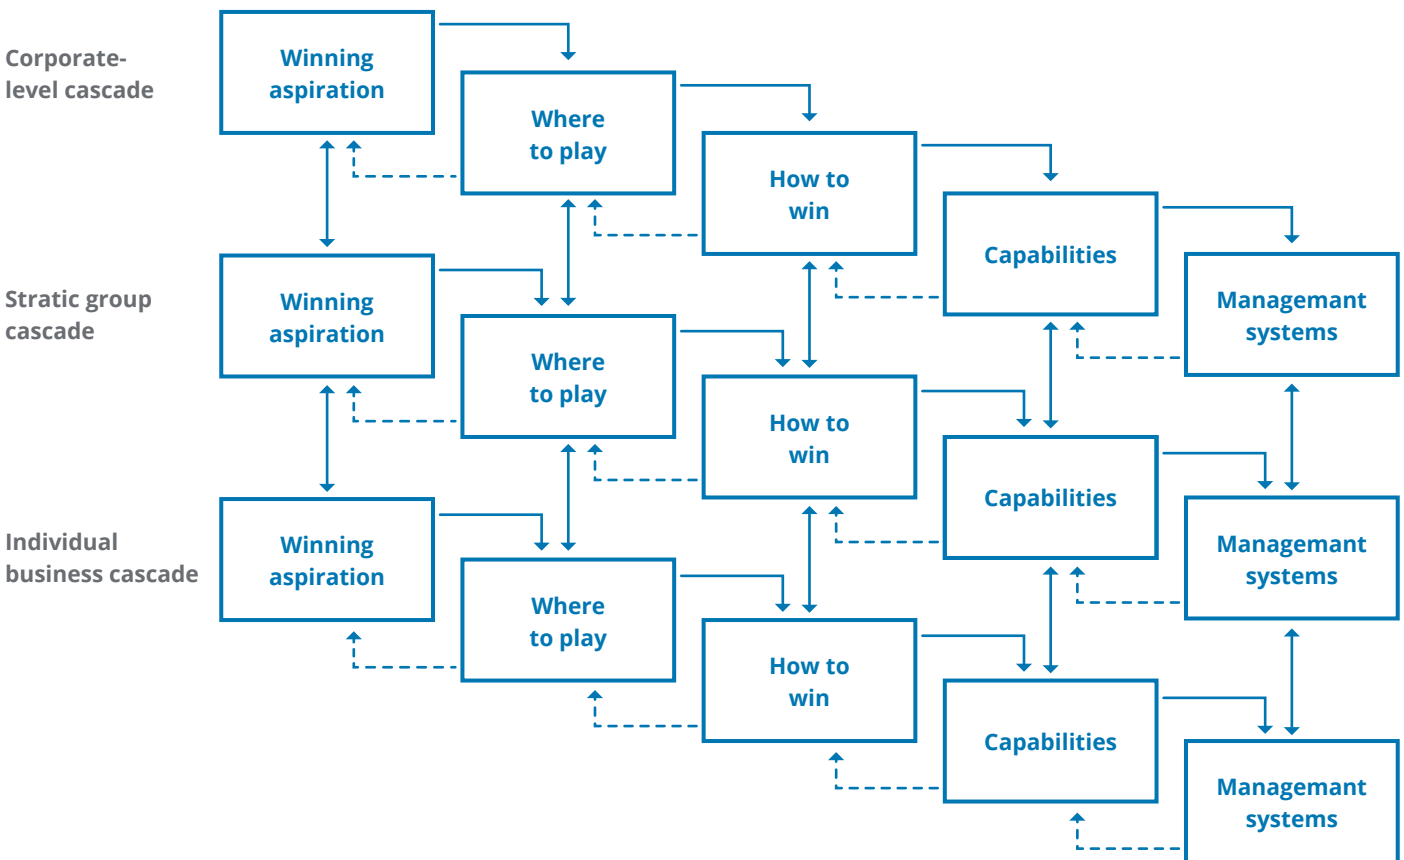 Corporate-
level cascade
Winning
aspiration
Where
to play
How to
win
Capabilities
Managemant
systems
Stratic group
cascade
Winning
aspiration
Where
to play
How to
win
Capabilities
Managemant
systems
Individual
business cascade
Winning
aspiration
Where
to play
How to
win
Capabilities
Managemant
systems